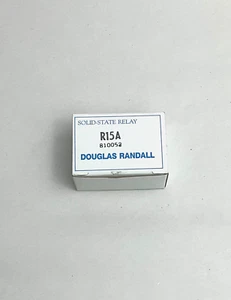 SOLID-STATE RELAY
R15A
810052
DOUGLAS RANDALL